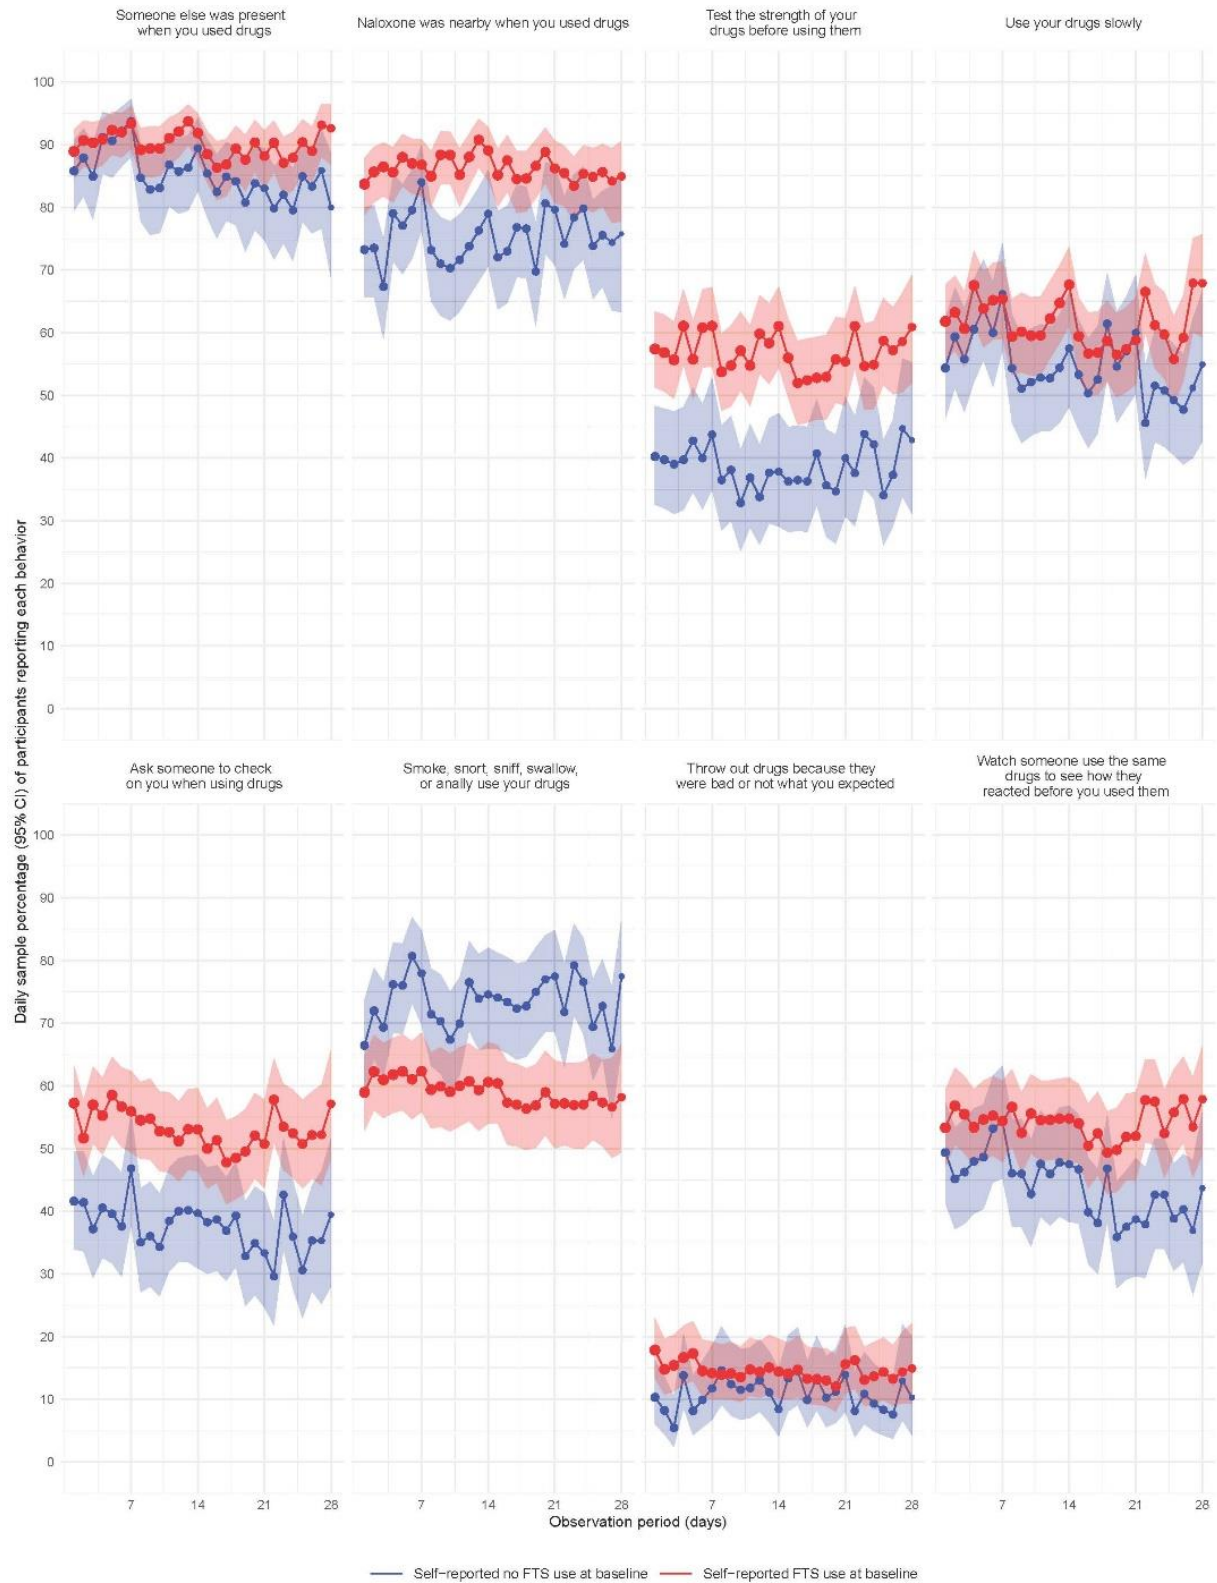 Someone else was present
when you used drugs
Naloxone was nearby when you used drugs
Test the strength of your
drugs before using them
Use your drugs slowly
100
90
80
70
60
50
40
30
20
10
0
Daily sample percentage (95% CI) of participants reporting each behavior
Ask someone to check
on you when using drugs
Smoke, snort, sniff, swallow,
or anally use your drugs
Throw out drugs because they
were bad or not what you expected
Watch someone use the same
drugs to see how they
reacted before you used them
100
90
80
70
60
50
40
30
20
10
0
7 14 21 28 7 14 21 28 7 14 21 28 7 14 21 28
Observation period (days)
Self-reported no FTS use at baseline Self-reported FTS use at baseline